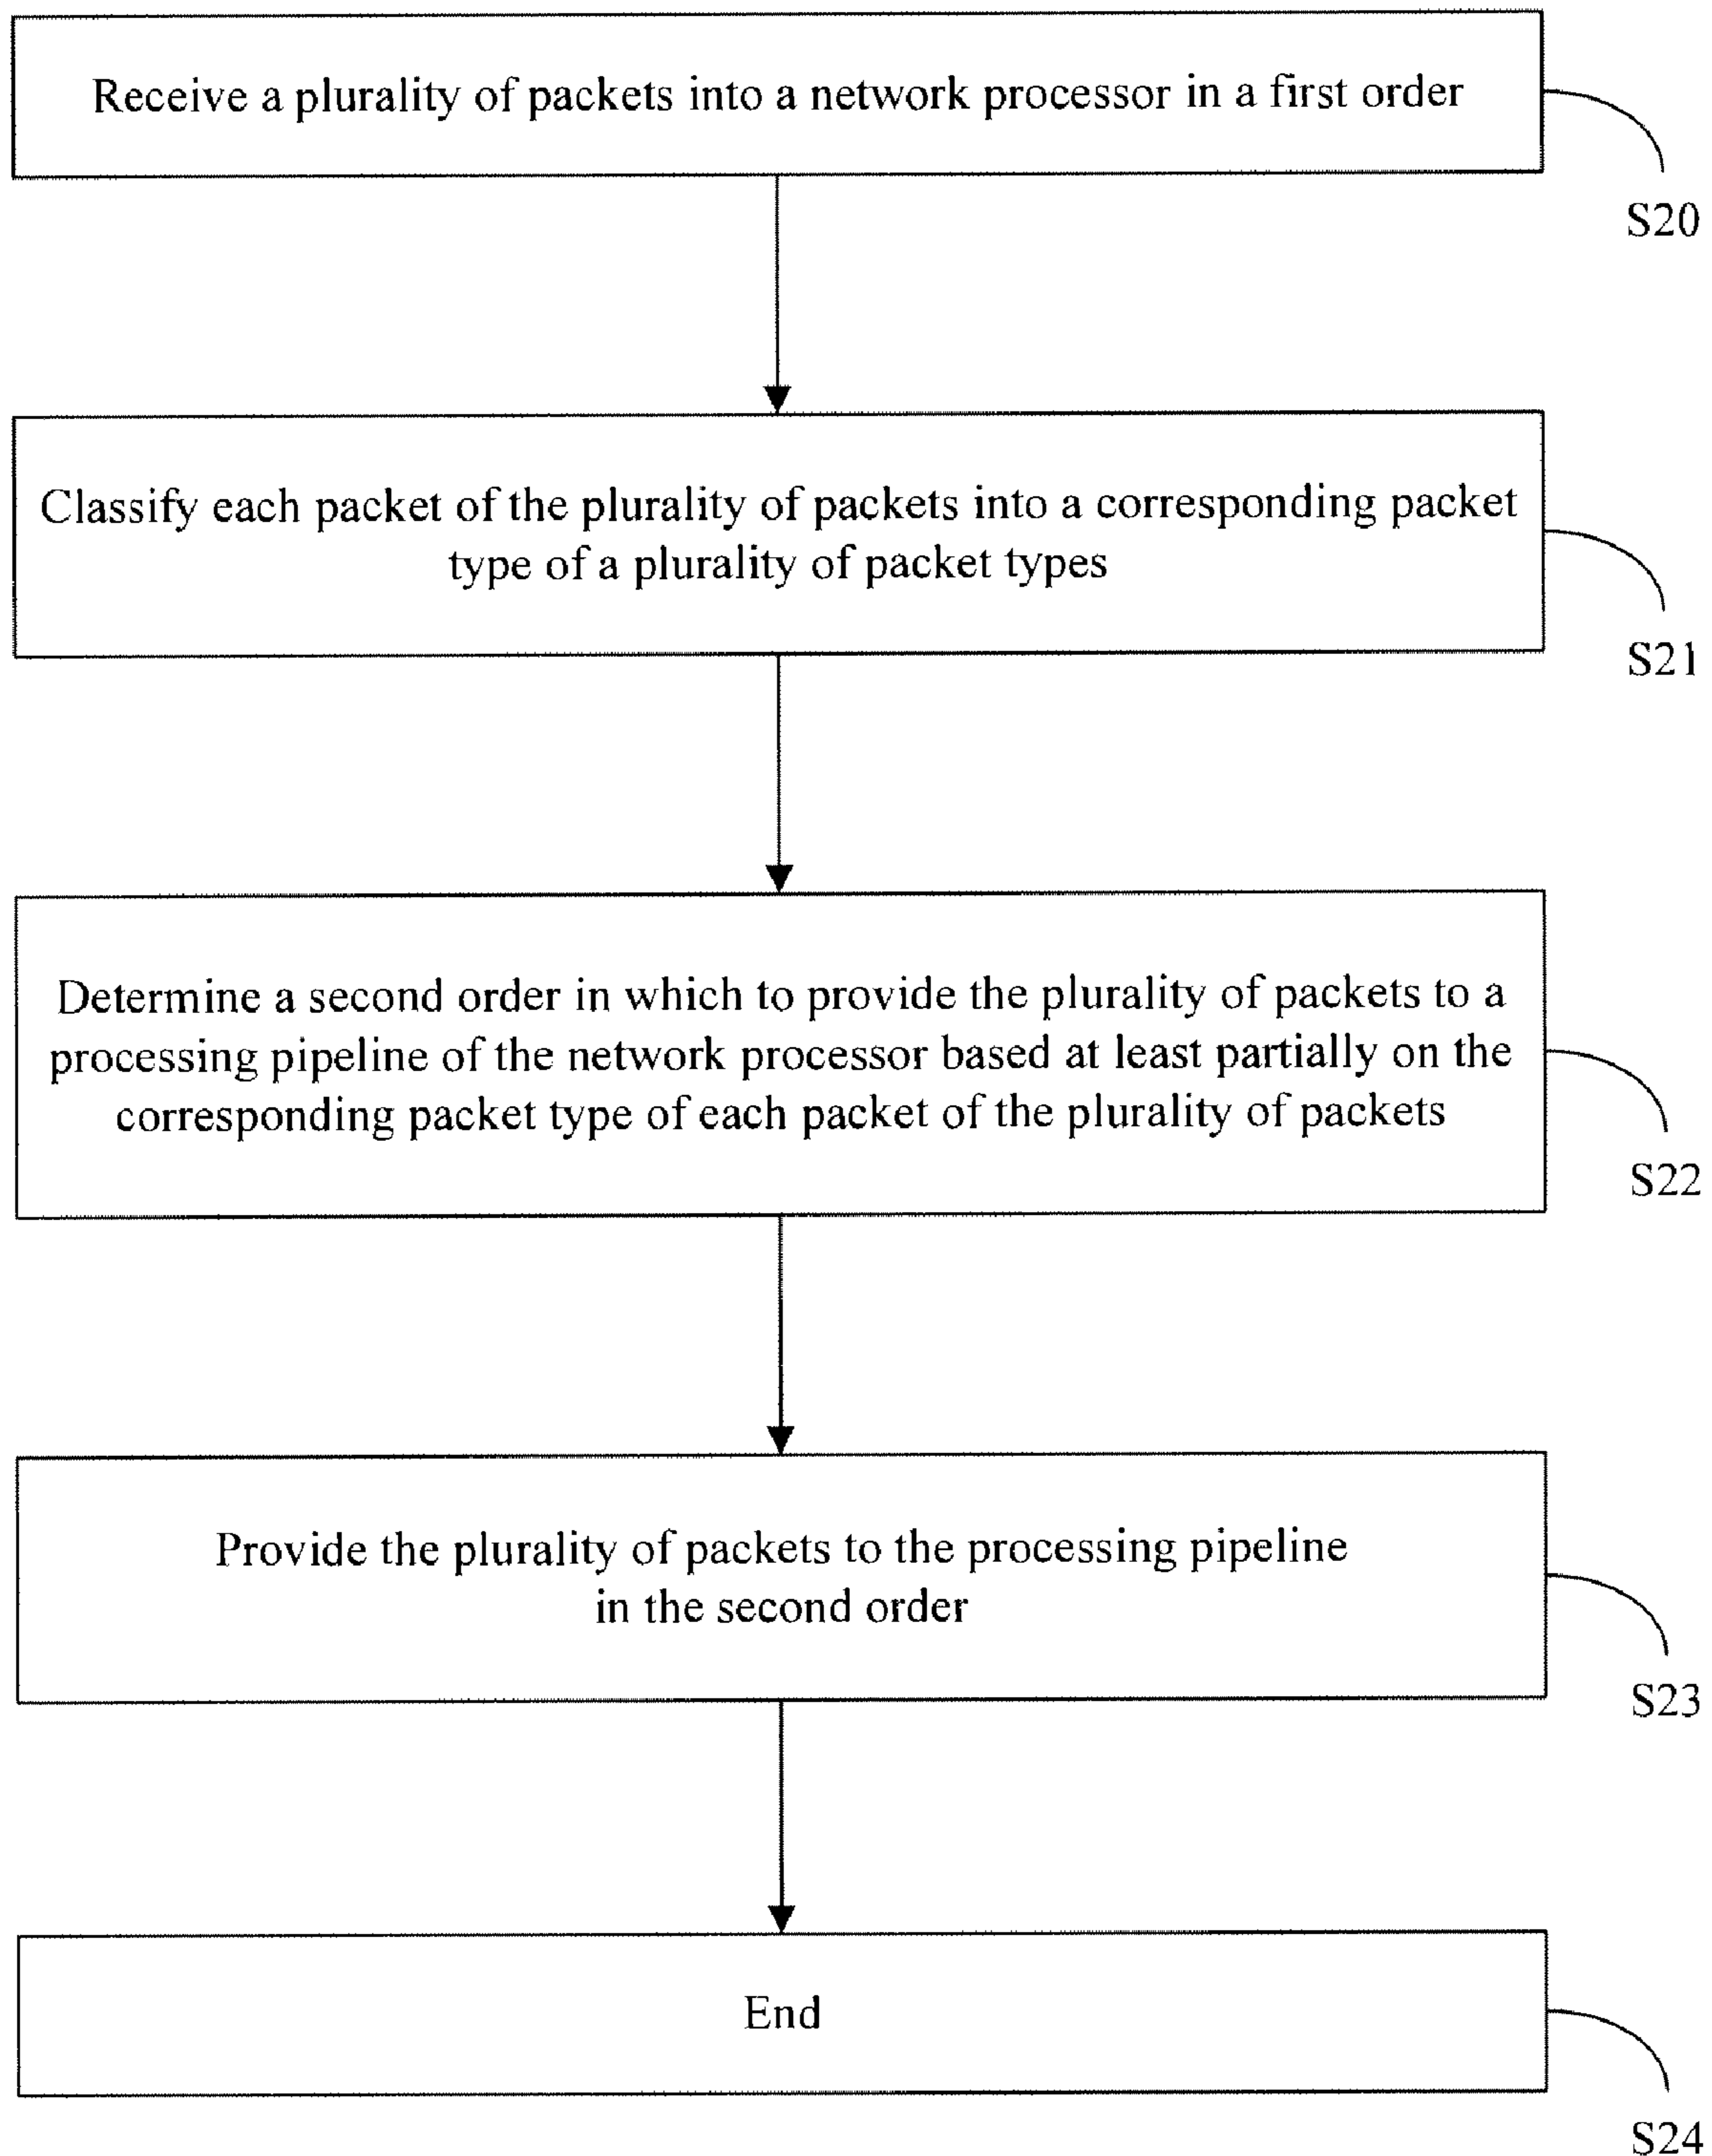 Receive a plurality of packets into a network processor in a first order
S20
Classify each packet of the plurality of packets into a corresponding packet
type of a plurality of packet types
S21
Determine a second order in which to provide the plurality of packets to a
processing pipeline of the network processor based at least partially on the
corresponding packet type of each packet of the plurality of packets
S22
Provide the plurality of packets to the processing pipeline
in the second order
S23
End
S24